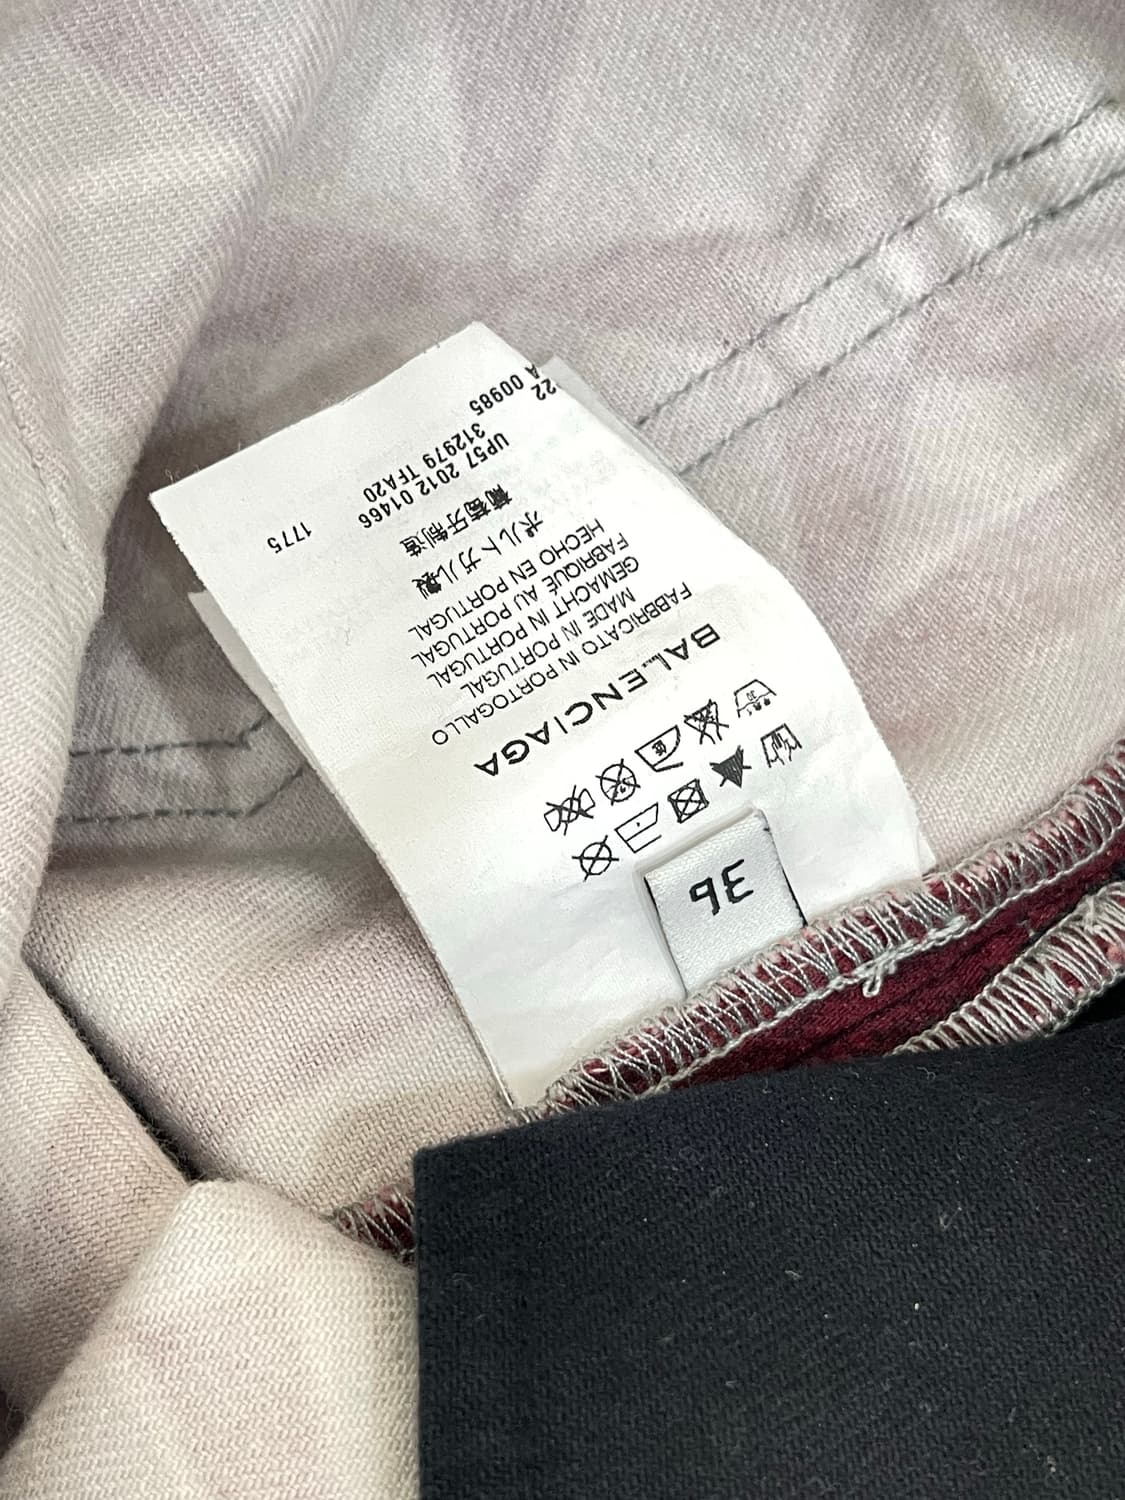 BALENCIAGA
FABBRICATO IN PORTOGALLO
MADE IN PORTUGAL
GEMACHT IN PORTUGAL
FABRIQUÉ AU PORTUGAL
HECHO EN PORTUGAL
ポルトガル製
葡萄牙制造
UP57 2012 01466
312979 TFA20
1775
A 00985
22
36